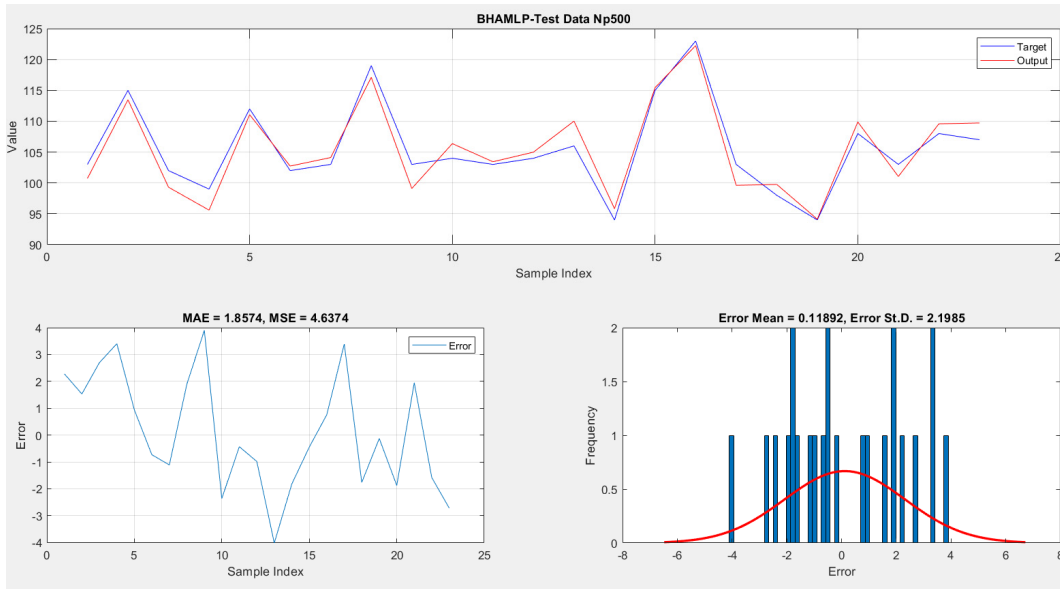 BHAMLP-Test Data Np500
Value
125
120
115
110
105
100
95
90
0 5 10 15 20 2
Sample Index
Target
Output
MAE = 1.8574, MSE = 4.6374
Error
4
3
2
1
0
-1
-2
-3
-4
0 5 10 15 20 25
Sample Index
Error
Error Mean = 0.11892, Error St.D. = 2.1985
Frequency
2
1.5
1
0.5
0
-8 -6 -4 -2 0 2 4 6 8
Error